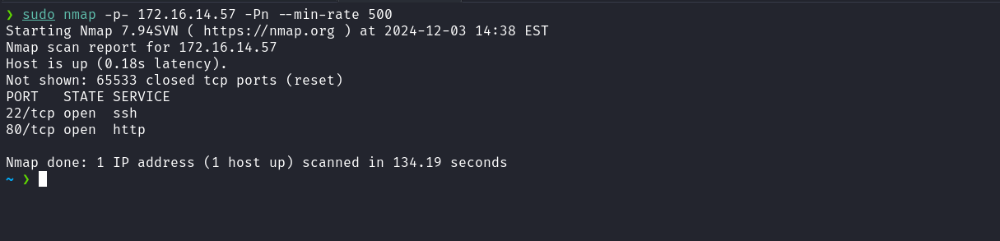 ❯ sudo nmap -p- 172.16.14.57 -Pn --min-rate 500
Starting Nmap 7.94SVN ( https://nmap.org ) at 2024-12-03 14:38 EST
Nmap scan report for 172.16.14.57
Host is up (0.18s latency).
Not shown: 65533 closed tcp ports (reset)
PORT   STATE SERVICE
22/tcp open  ssh
80/tcp open  http
Nmap done: 1 IP address (1 host up) scanned in 134.19 seconds
~ ❯